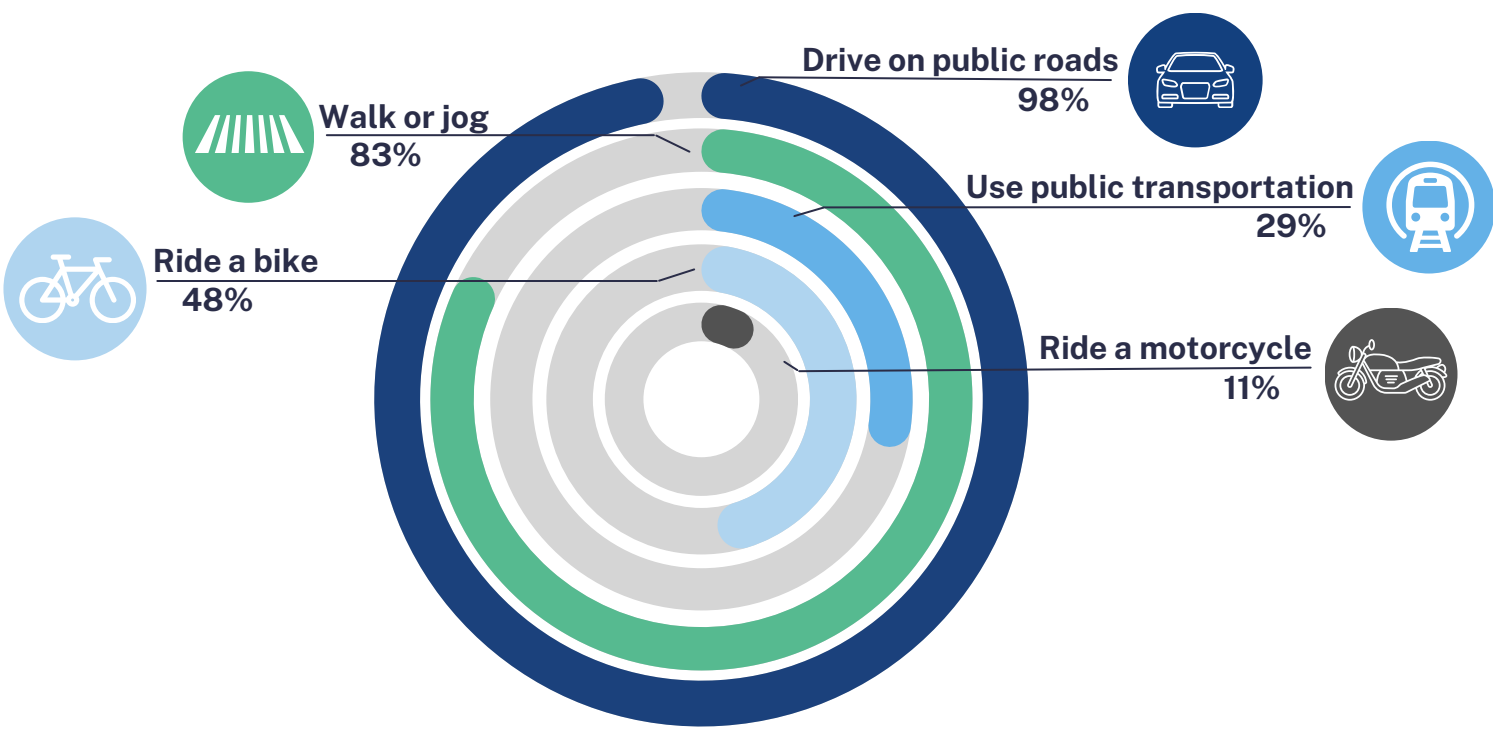 Drive on public roads
98%
Walk or jog
83%
Use public transportation
29%
Ride a bike
48%
Ride a motorcycle
11%